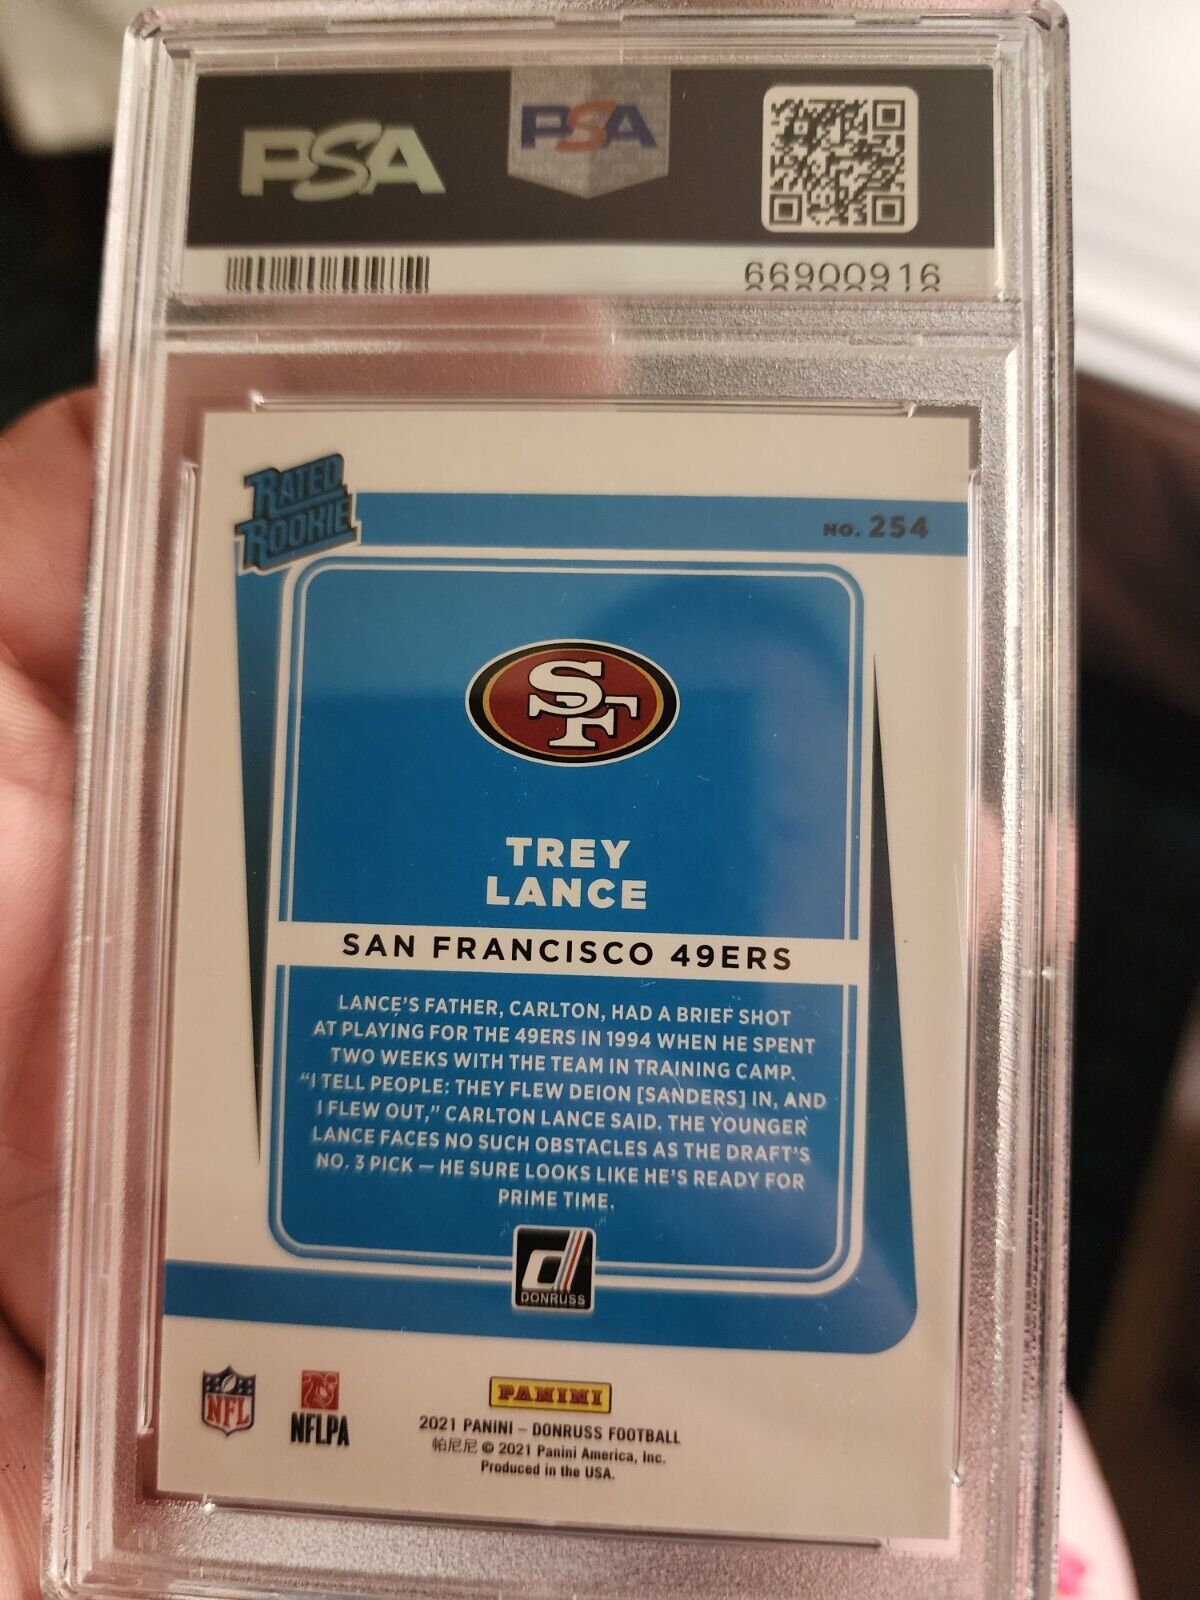 PSA
PSA
66900916
RATED
ROOKIE
NO. 254
SF
TREY
LANCE
SAN FRANCISCO 49ERS
LANCE'S FATHER, CARLTON, HAD A BRIEF SHOT
AT PLAYING FOR THE 49ERS IN 1994 WHEN HE SPENT
TWO WEEKS WITH THE TEAM IN TRAINING CAMP.
"I TELL PEOPLE: THEY FLEW DEION [SANDERS] IN, AND
I FLEW OUT," CARLTON LANCE SAID. THE YOUNGER
LANCE FACES NO SUCH OBSTACLES AS THE DRAFT'S
NO. 3 PICK — HE SURE LOOKS LIKE HE'S READY FOR
PRIME TIME.
d
DONRUSS
NFL
NFLPA
PANINI
2021 PANINI – DONRUSS FOOTBALL
帕尼尼 © 2021 Panini America, Inc.
Produced in the USA.